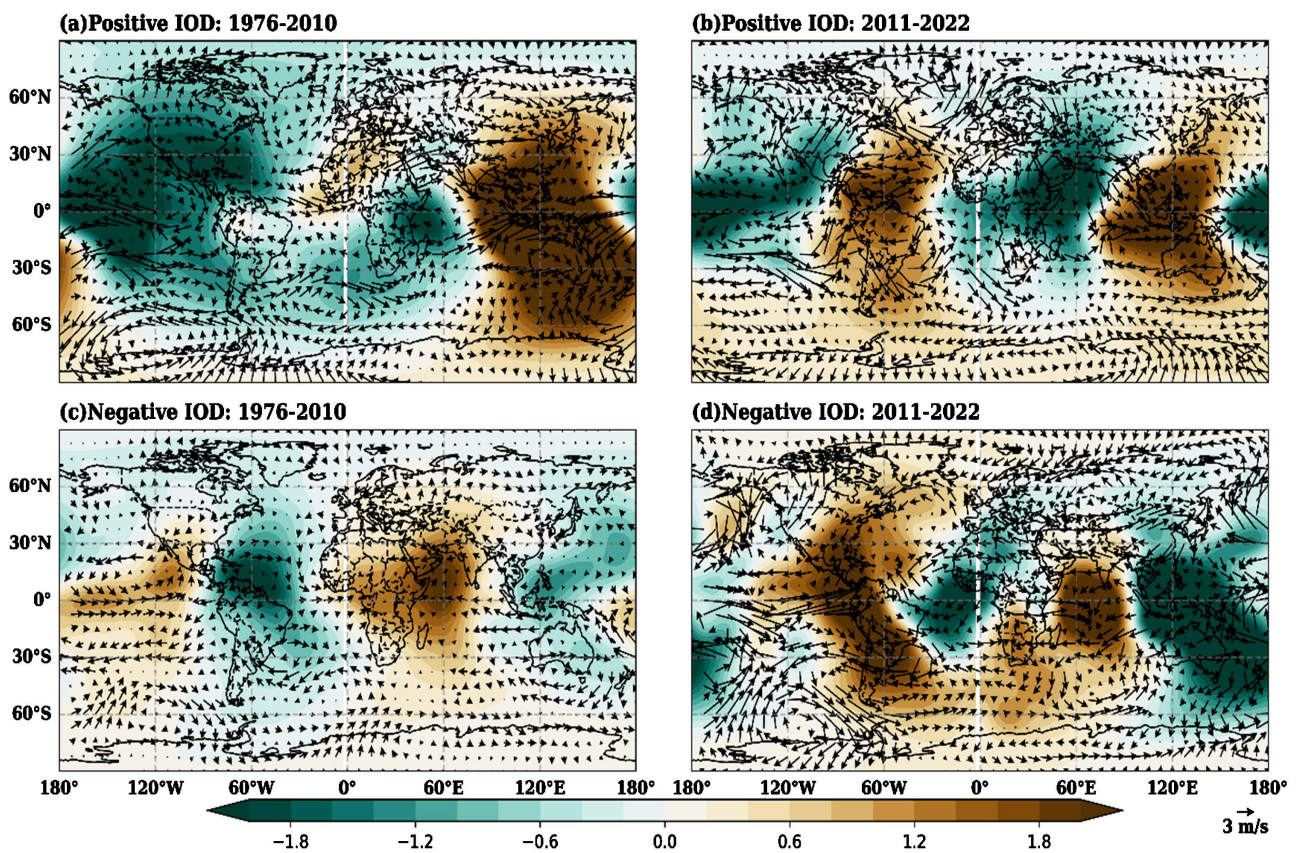 (a)Positive IOD: 1976-2010
(b)Positive IOD: 2011-2022
60°N
30°N
0°
30°S
60°S
(c)Negative IOD: 1976-2010
(d)Negative IOD: 2011-2022
60°N
30°N
0°
30°S
60°S
180° 120°W 60°W 0° 60°E 120°E 180° 180° 120°W 60°W 0° 60°E 120°E 180°
−1.8 −1.2 −0.6 0.0 0.6 1.2 1.8
3 m/s